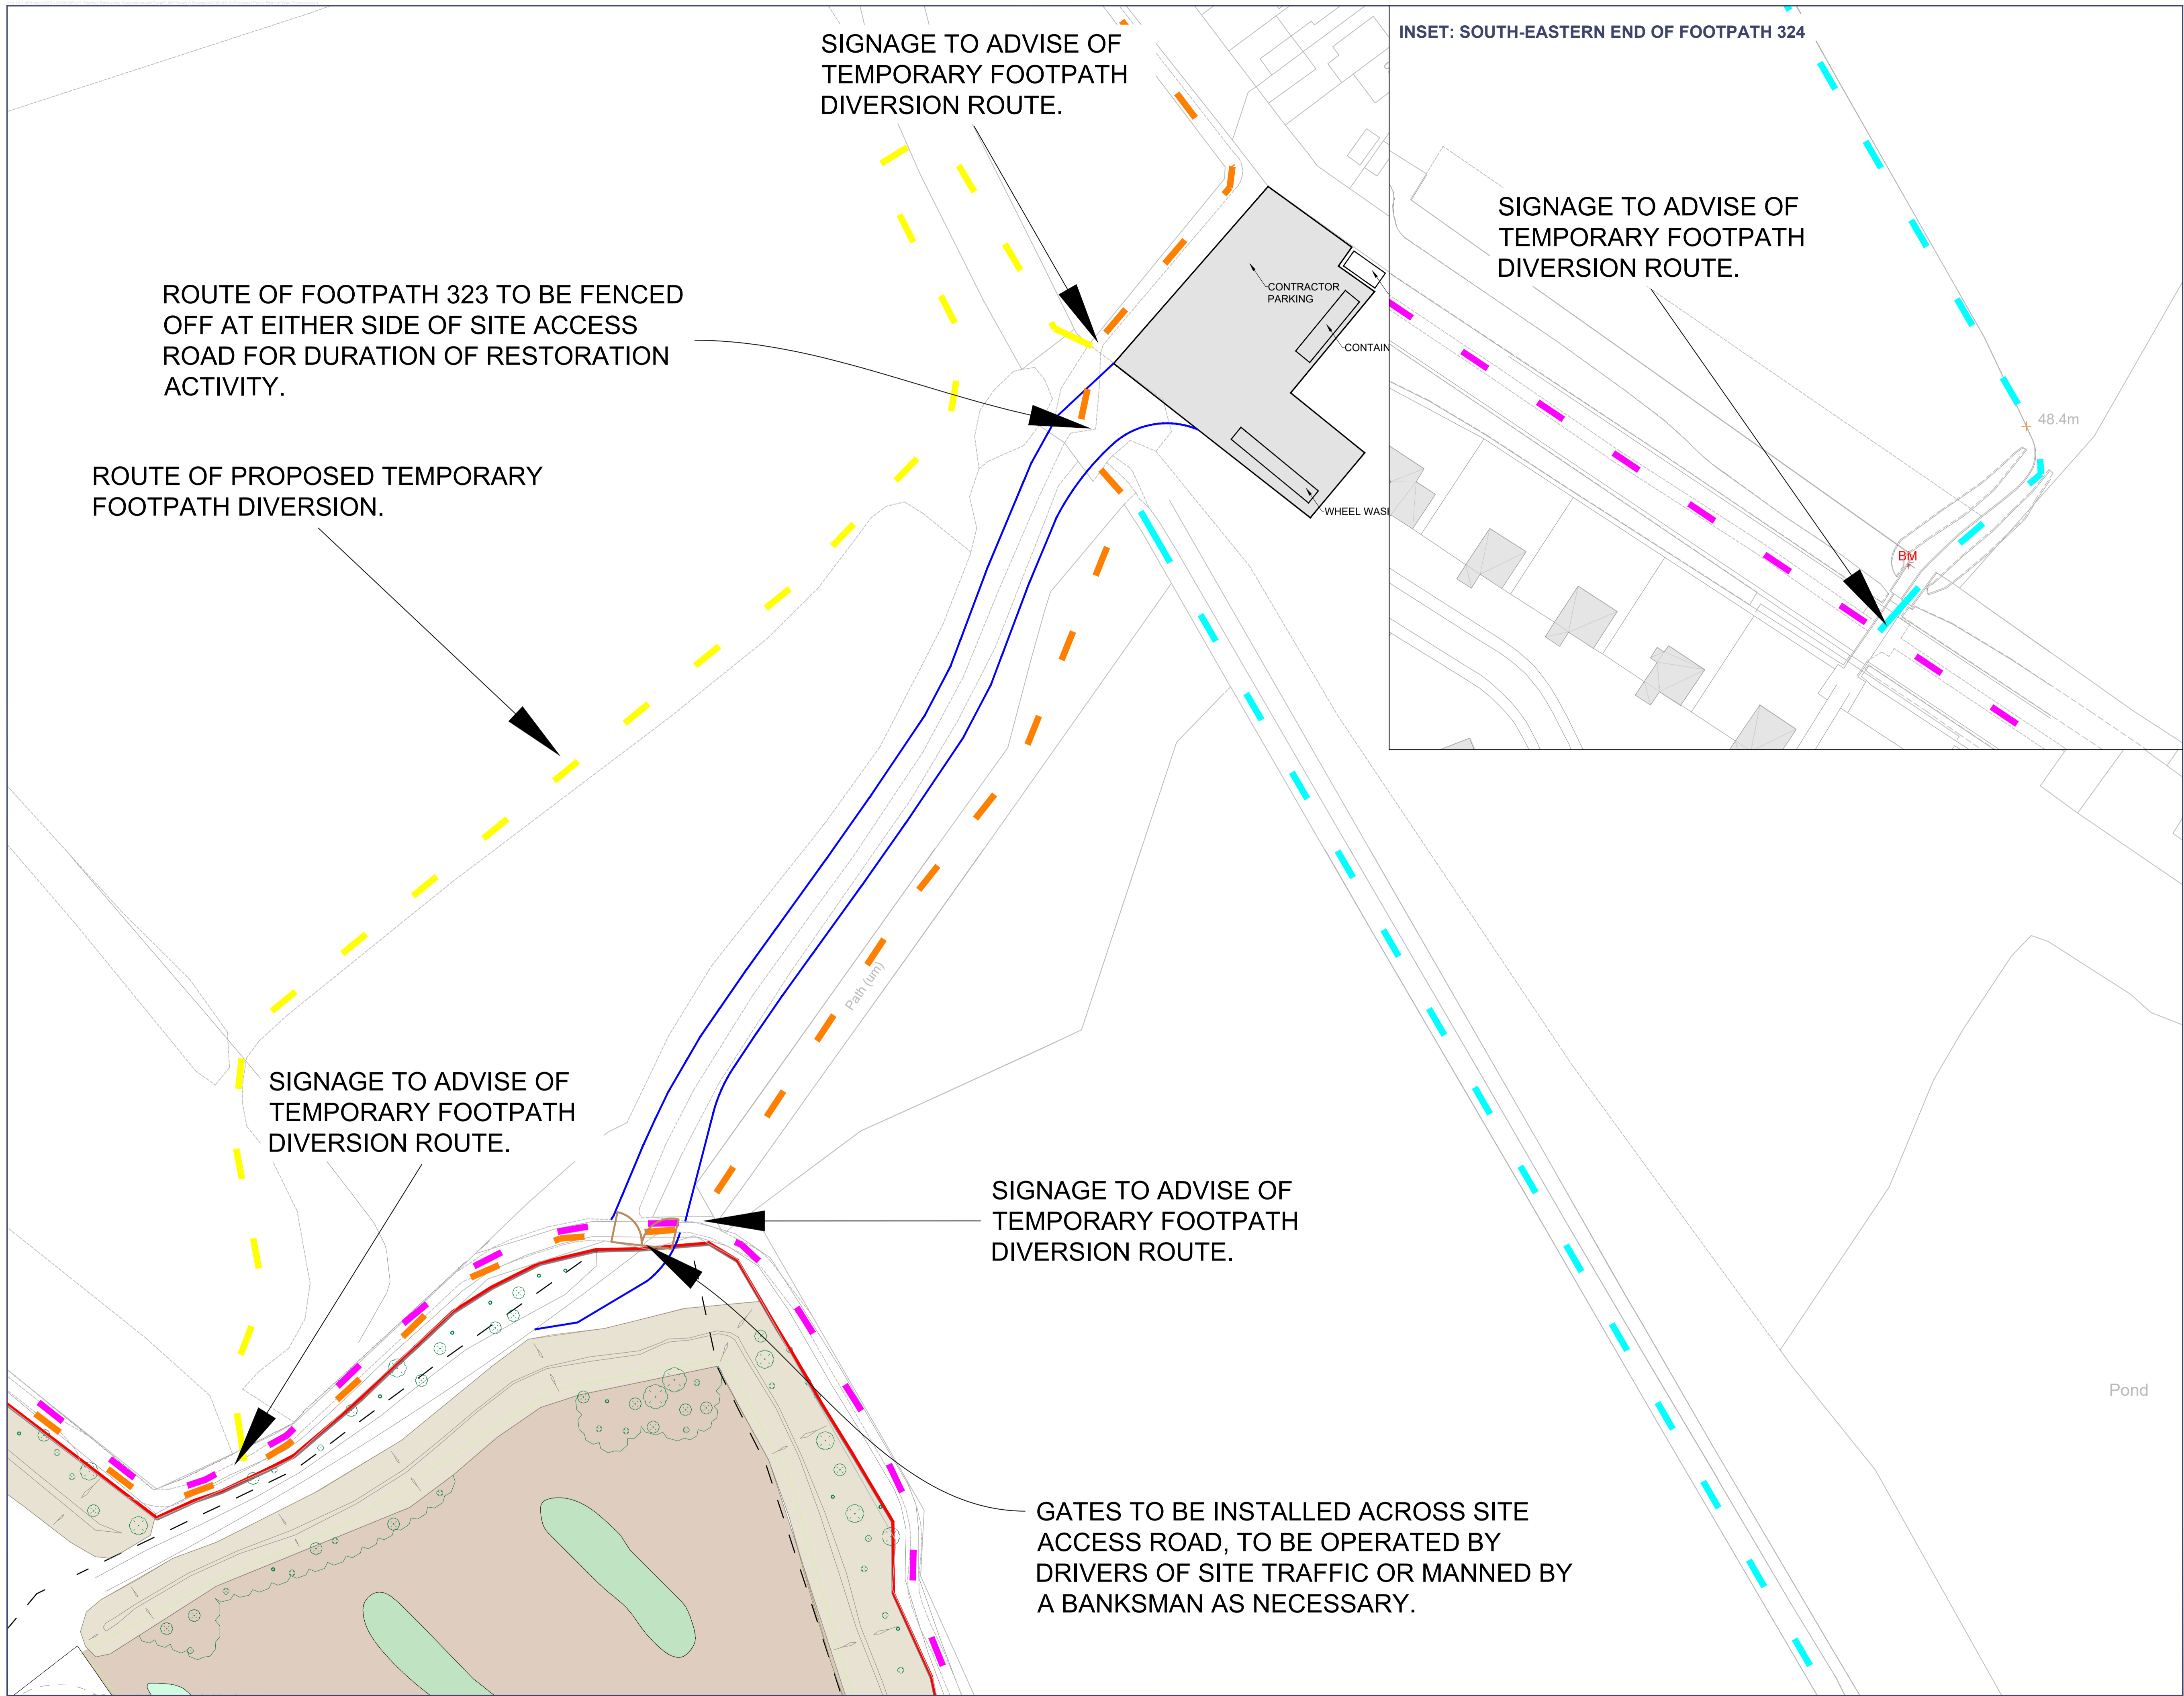 SIGNAGE TO ADVISE OF
TEMPORARY FOOTPATH
DIVERSION ROUTE.
INSET: SOUTH-EASTERN END OF FOOTPATH 324
SIGNAGE TO ADVISE OF
TEMPORARY FOOTPATH
DIVERSION ROUTE.
ROUTE OF FOOTPATH 323 TO BE FENCED
OFF AT EITHER SIDE OF SITE ACCESS
ROAD FOR DURATION OF RESTORATION
ACTIVITY.
CONTRACTOR
PARKING
CONTAIN
48.4m
ROUTE OF PROPOSED TEMPORARY
FOOTPATH DIVERSION.
WHEEL WAS
BM
Path (um)
SIGNAGE TO ADVISE OF
TEMPORARY FOOTPATH
DIVERSION ROUTE.
SIGNAGE TO ADVISE OF
TEMPORARY FOOTPATH
DIVERSION ROUTE.
Pond
GATES TO BE INSTALLED ACROSS SITE
ACCESS ROAD, TO BE OPERATED BY
DRIVERS OF SITE TRAFFIC OR MANNED BY
A BANKSMAN AS NECESSARY.